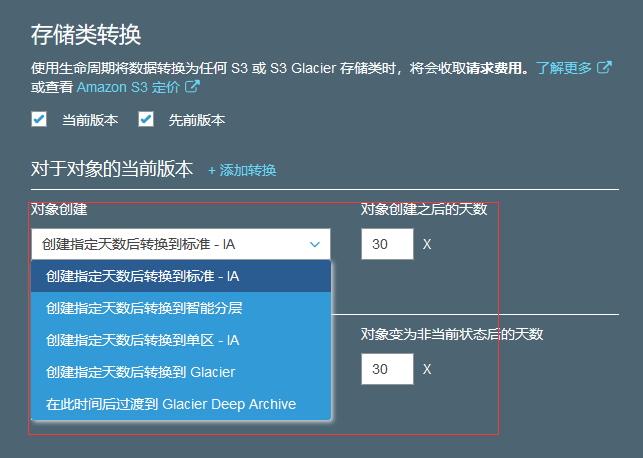 存储类转换
使用生命周期将数据转换为任何 S3 或 S3 Glacier 存储类时，将会收取请求费用。了解更多
或查看 Amazon S3 定价
当前版本 先前版本
对于对象的当前版本 + 添加转换
对象创建 对象创建之后的天数
创建指定天数后转换到标准 - IA 30 X
创建指定天数后转换到标准 - IA
创建指定天数后转换到智能分层
创建指定天数后转换到单区 - IA 对象变为非当前状态后的天数
创建指定天数后转换到 Glacier 30 X
在此时间后过渡到 Glacier Deep Archive